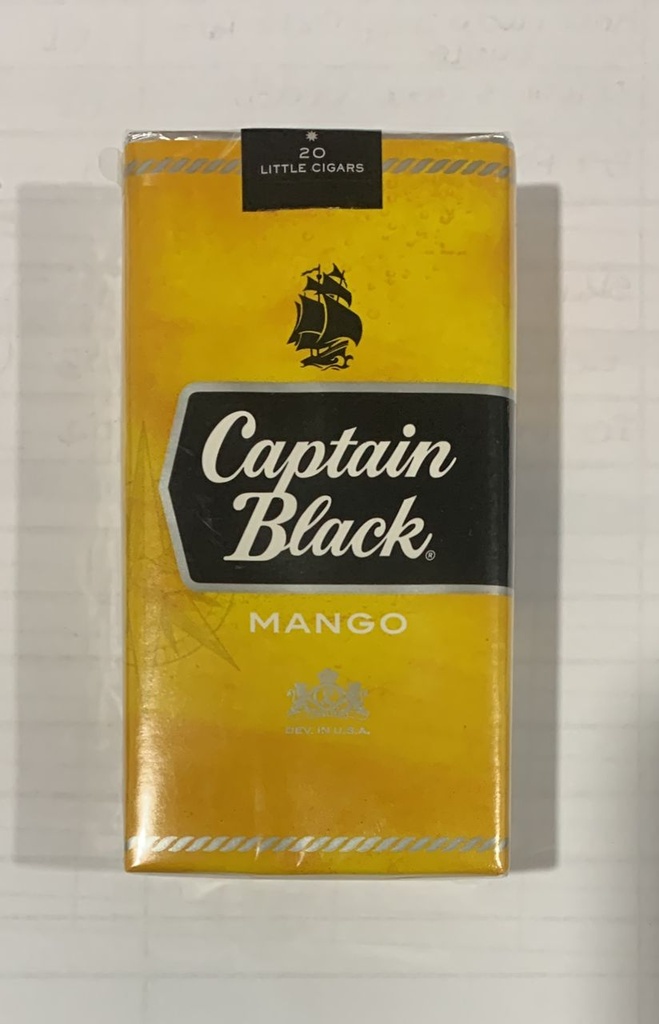 20
LITTLE CIGARS
Captain
Black®
MANGO
DEV. IN U.S.A.